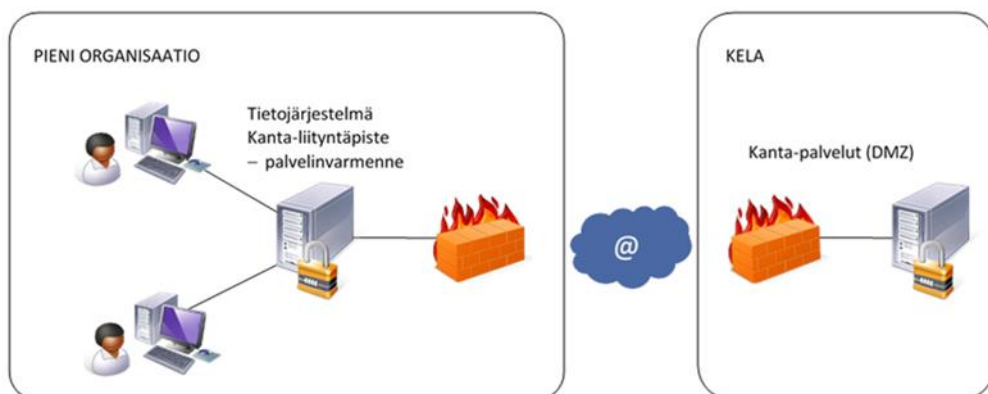 PIENI ORGANISAATIO
Tietojärjestelmä
Kanta-liityntäpiste
– palvelinvarmenne
@
KELA
Kanta-palvelut (DMZ)